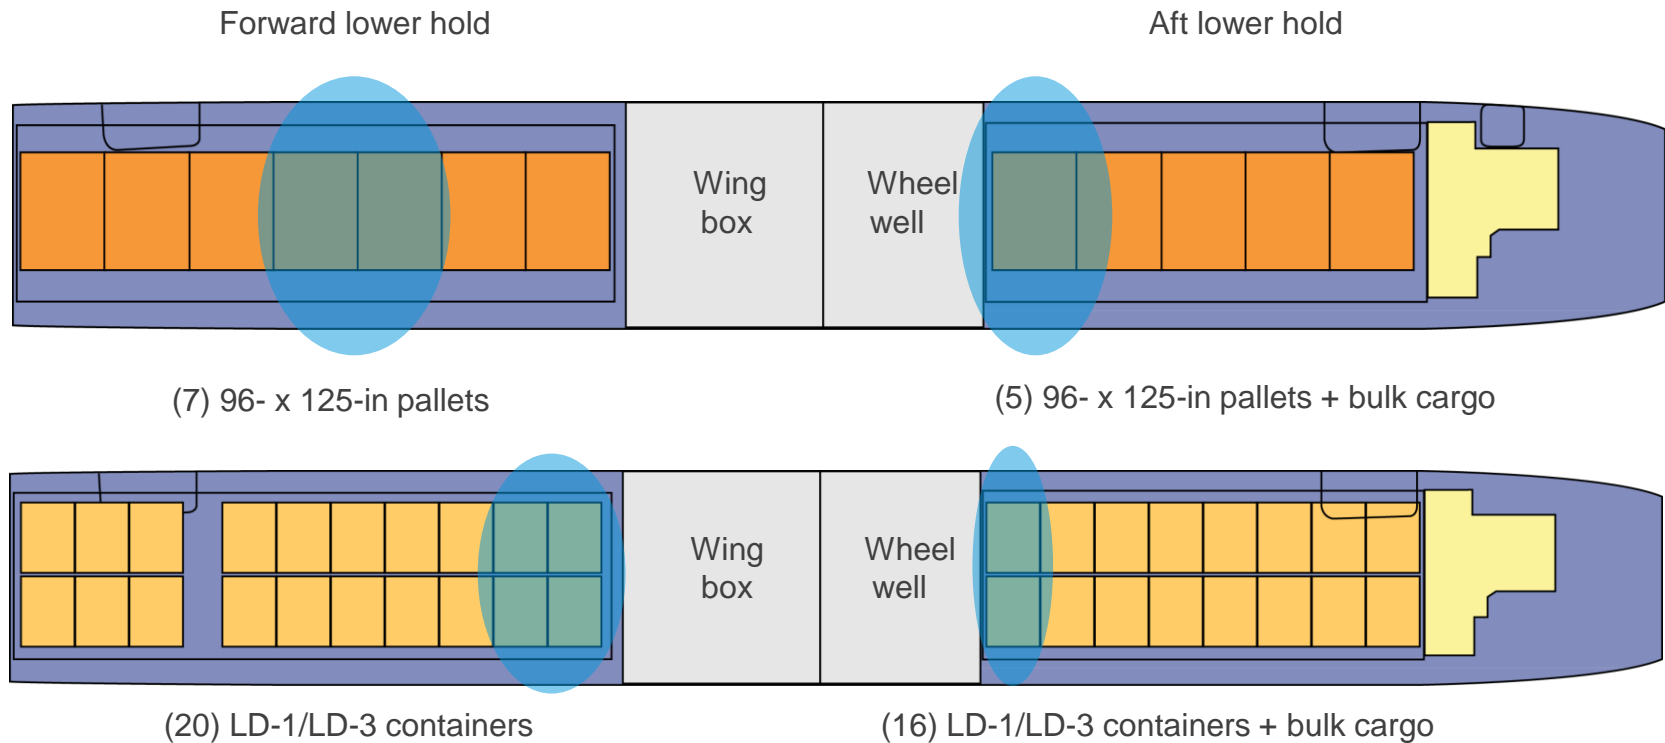 Forward lower hold
Aft lower hold
Wing
box
Wheel
well
(7) 96- x 125-in pallets
(5) 96- x 125-in pallets + bulk cargo
Wing
box
Wheel
well
(20) LD-1/LD-3 containers
(16) LD-1/LD-3 containers + bulk cargo